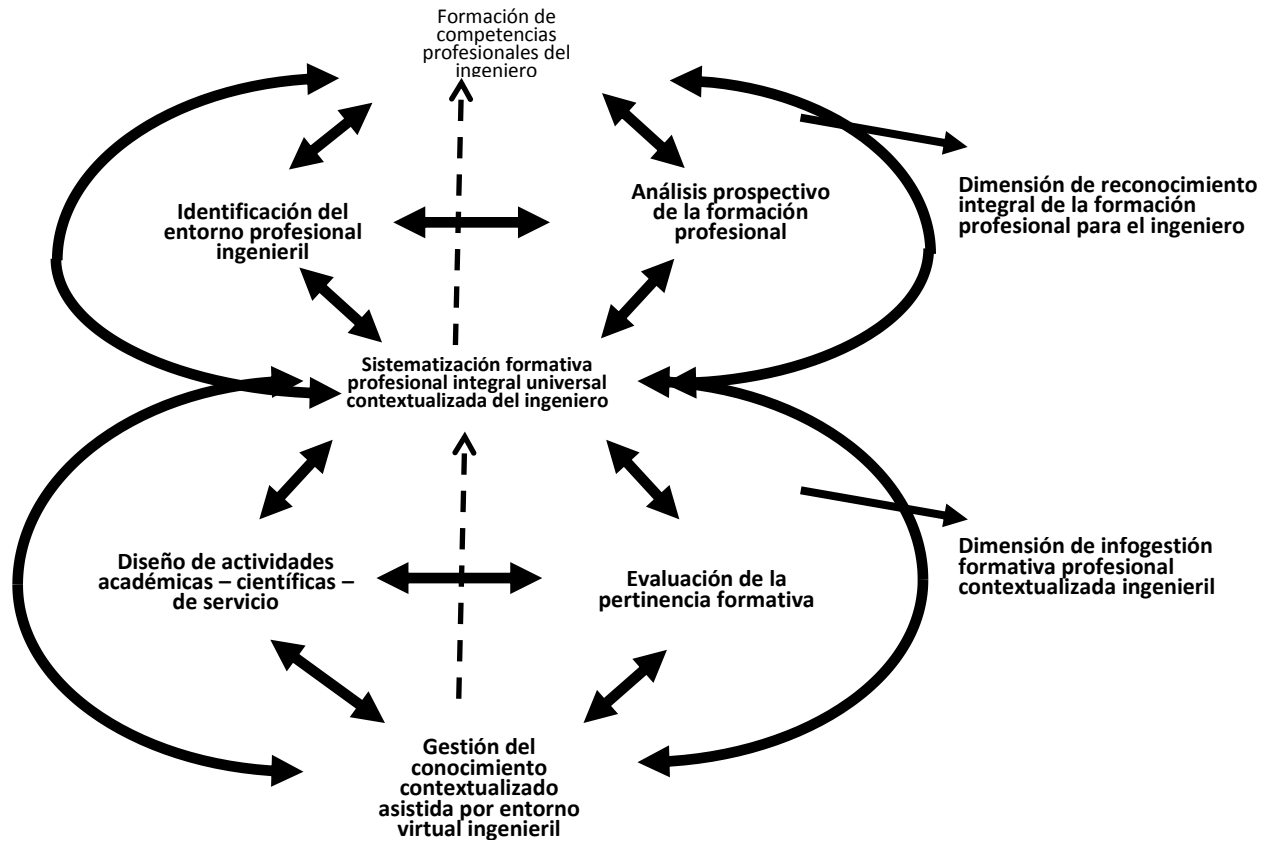 Formación de
competencias
profesionales del
ingeniero
Identificación del
entorno profesional
ingenieril
Análisis prospectivo
de la formación
profesional
Dimensión de reconocimiento
integral de la formación
profesional para el ingeniero
Sistematización formativa
profesional integral universal
contextualizada del ingeniero
Diseño de actividades
académicas – científicas –
de servicio
Evaluación de la
pertinencia formativa
Dimensión de infogestión
formativa profesional
contextualizada ingenieril
Gestión del
conocimiento
contextualizado
asistida por entorno
virtual ingenieril